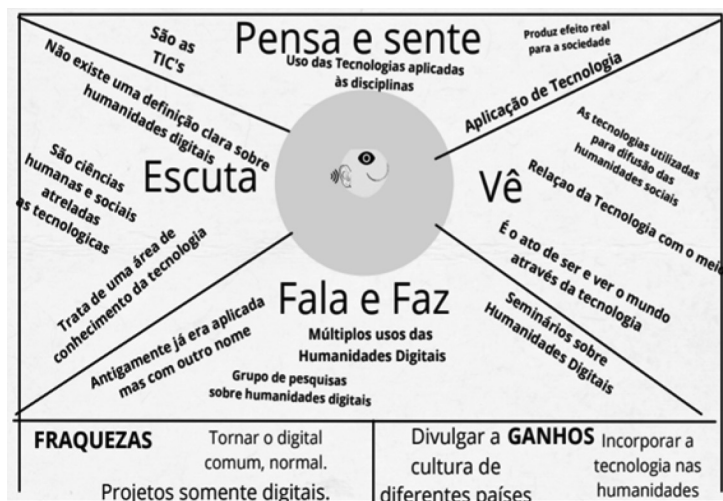 Pensa e sente
São as
TIC's
Uso das Tecnologias aplicadas
às disciplinas
Produz efeito real
para a sociedade
Aplicação de Tecnologia
Não existe uma definição clara sobre
humanidades digitais
Escuta
São ciências
humanas e sociais
atreladas
as tecnologicas
Trata de uma área de
conhecimento da tecnologia
Vê
As tecnologias utilizadas
para difusão das
humanidades sociais
Relaçao da Tecnologia com o meio
É o ato de ser e ver o mundo
através da tecnologia
Fala e Faz
Múltiplos usos das
Humanidades Digitais
Antigamente já era aplicada
mas com outro nome
Grupo de pesquisas
sobre humanidades digitais
Seminários sobre
Humanidades Digitais
FRAQUEZAS
Tornar o digital
comum, normal.
Projetos somente digitais.
GANHOS
Divulgar a
cultura de
diferentes países
Incorporar a
tecnologia nas
humanidades